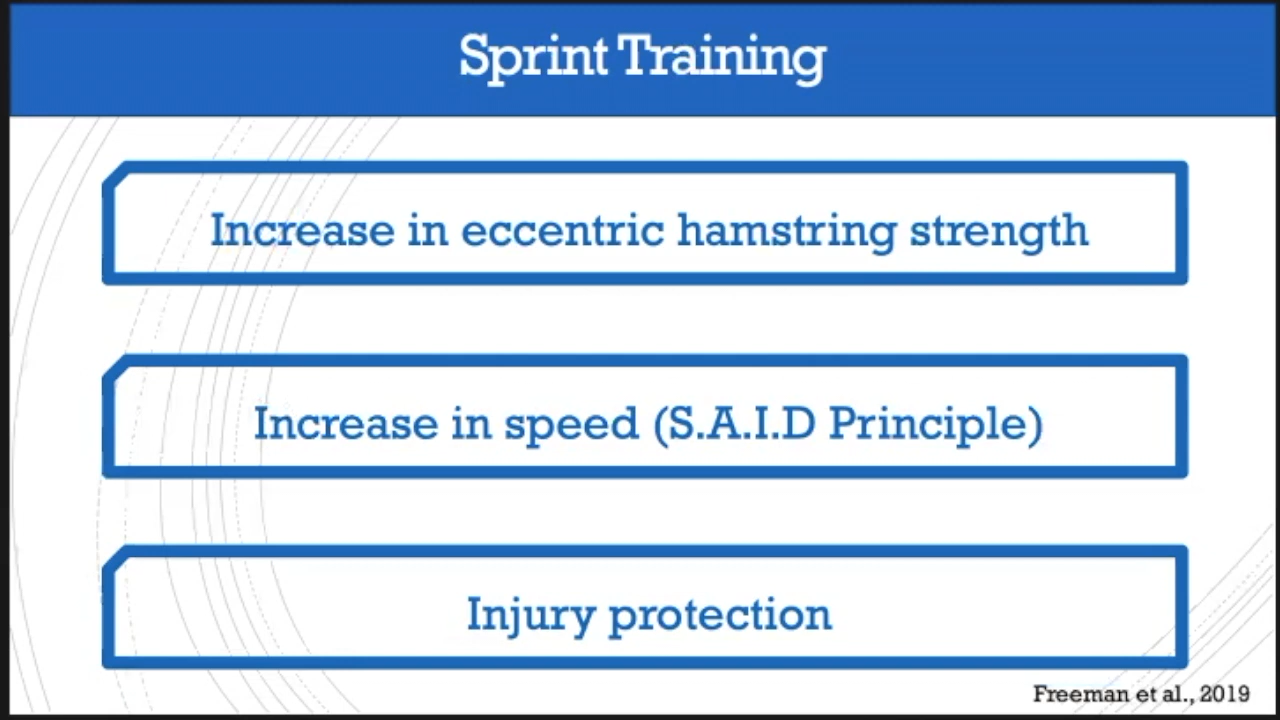 Sprint Training
Increase in eccentric hamstring strength
Increase in speed (S.A.I.D Principle)
Injury protection
Freeman et al., 2019